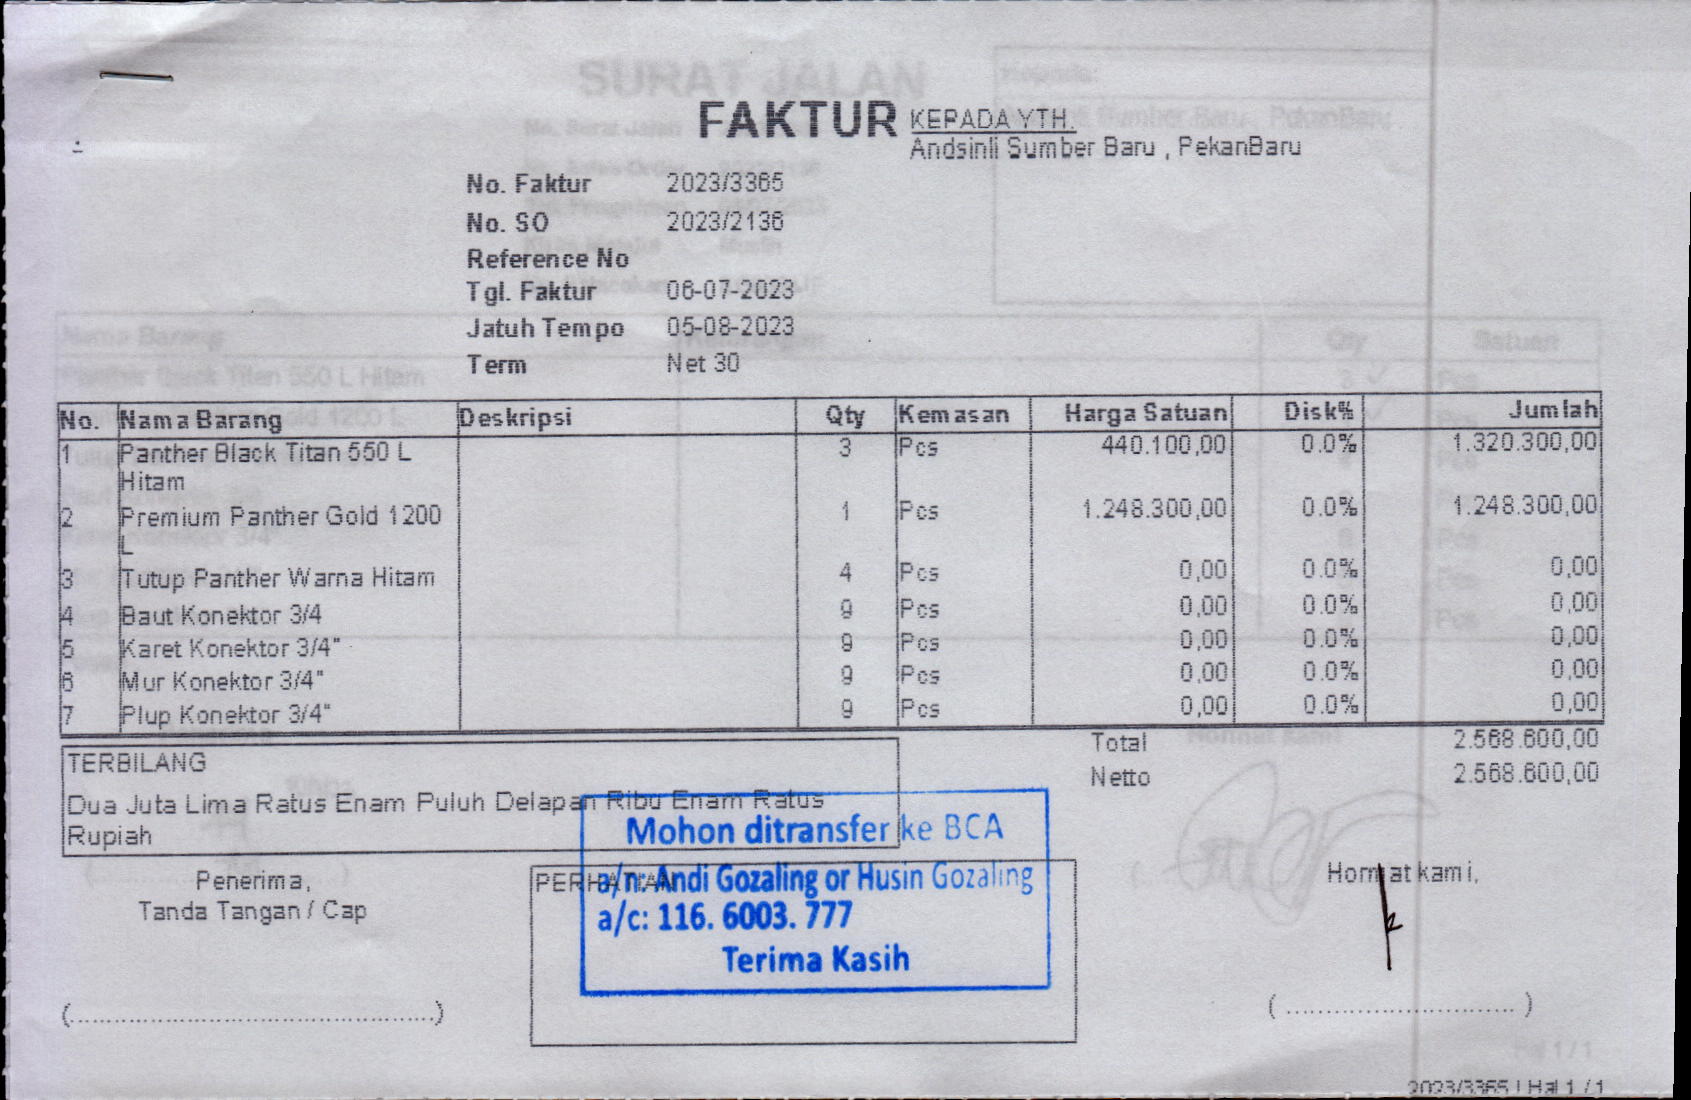 FAKTUR
KEPADA YTH.
Andsinli Sumber Baru , PekanBaru
No. Faktur 2023/3365
No. SO 2023/2136
Reference No
Tgl. Faktur 06-07-2023
Jatuh Tempo 05-08-2023
Term Net 30
No. Nama Barang Deskripsi Qty Kemasan Harga Satuan Disk% Jumlah
1 Panther Black Titan 550 L 3 Pcs 440.100,00 0.0% 1.320.300,00
Hitam
2 Premium Panther Gold 1200 1 Pcs 1.248.300,00 0.0% 1.248.300,00
L
3 Tutup Panther Warna Hitam 4 Pcs 0,00 0.0% 0,00
4 Baut Konektor 3/4 9 Pcs 0,00 0.0% 0,00
5 Karet Konektor 3/4" 9 Pcs 0,00 0.0% 0,00
6 Mur Konektor 3/4" 9 Pcs 0,00 0.0% 0,00
7 Plup Konektor 3/4" 9 Pcs 0,00 0.0% 0,00
Total 2.568.600,00
Netto 2.568.600,00
TERBILANG
Dua Juta Lima Ratus Enam Puluh Delapan Ribu Enam Ratus
Rupiah
Penerima,
Tanda Tangan / Cap
(................................................)
PERHATIAN
Mohon ditransfer ke BCA
a/n: Andi Gozaling or Husin Gozaling
a/c: 116. 6003. 777
Terima Kasih
Hormat kami,
( .............................. )
2023/3365 | Hal 1 / 1